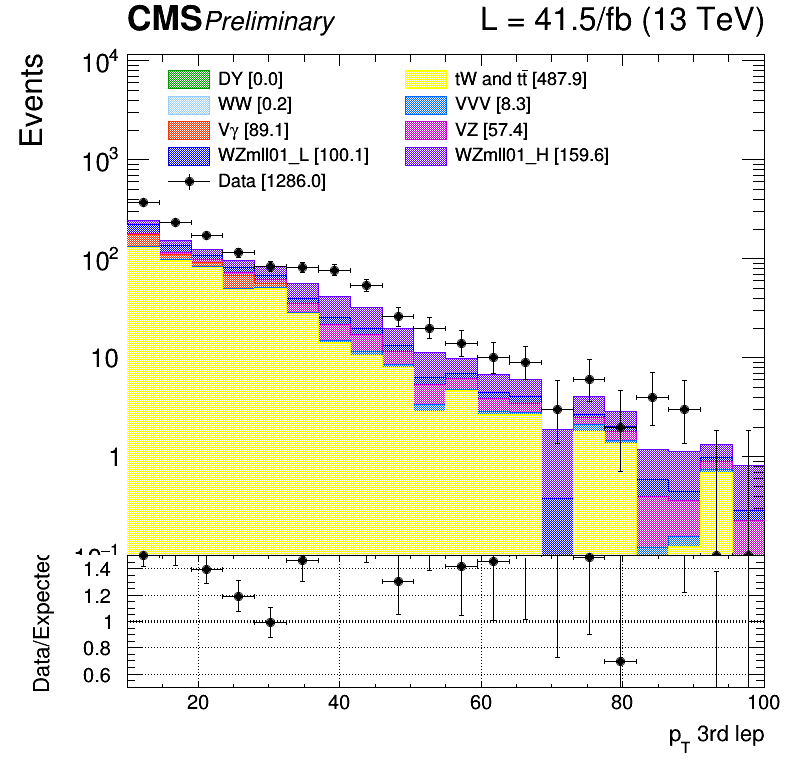 CMS Preliminary L = 41.5/fb (13 TeV)
Events
10⁴
10³
10²
10
1
DY [0.0]
tW and tt̄ [487.9]
WW [0.2]
VVV [8.3]
Vγ [89.1]
VZ [57.4]
WZmll01_L [100.1]
WZmll01_H [159.6]
Data [1286.0]
Data/Expected
1.4
1.2
1
0.8
0.6
20 40 60 80 100
p_T 3rd lep